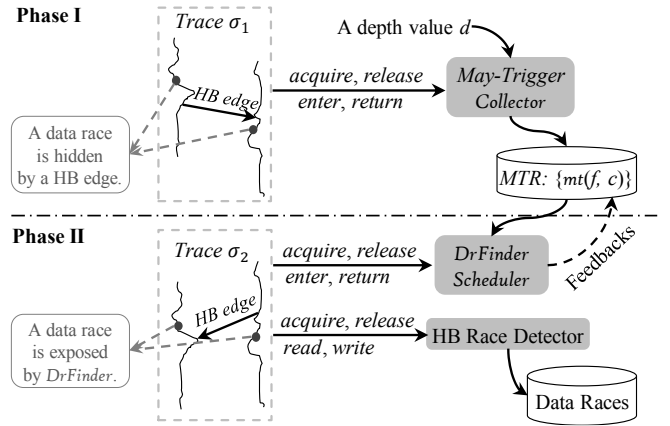 Phase I
Trace σ₁
A depth value d
HB edge
acquire, release
enter, return
May-Trigger
Collector
A data race
is hidden
by a HB edge.
MTR: {mt(f, c)}
Phase II
Trace σ₂
acquire, release
enter, return
DrFinder
Scheduler
Feedbacks
HB edge
A data race
is exposed
by DrFinder.
acquire, release
read, write
HB Race Detector
Data Races